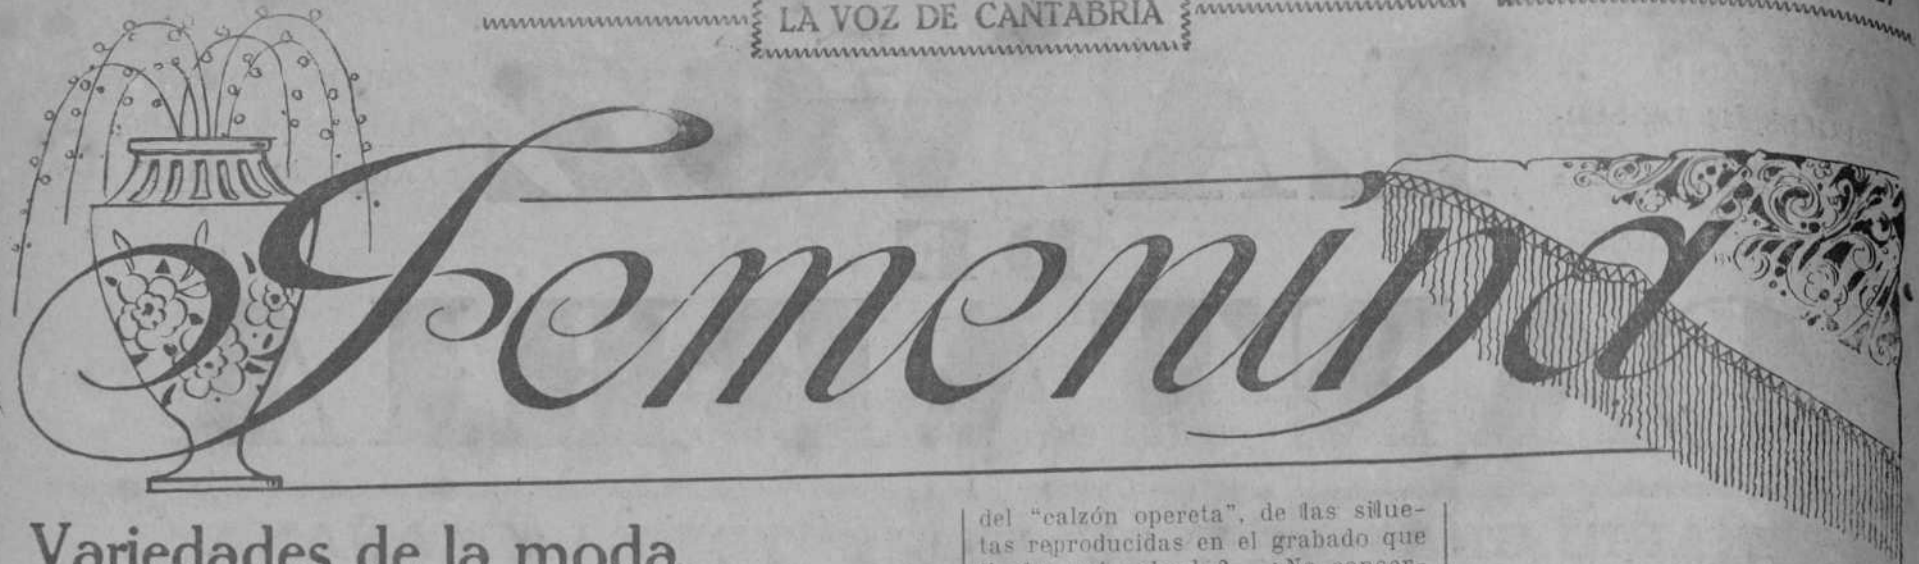 LA VOZ DE CANTABRIA
Femenina
Variedades de la moda
del "calzón opereta", de las silue-
tas reproducidas en el grabado que